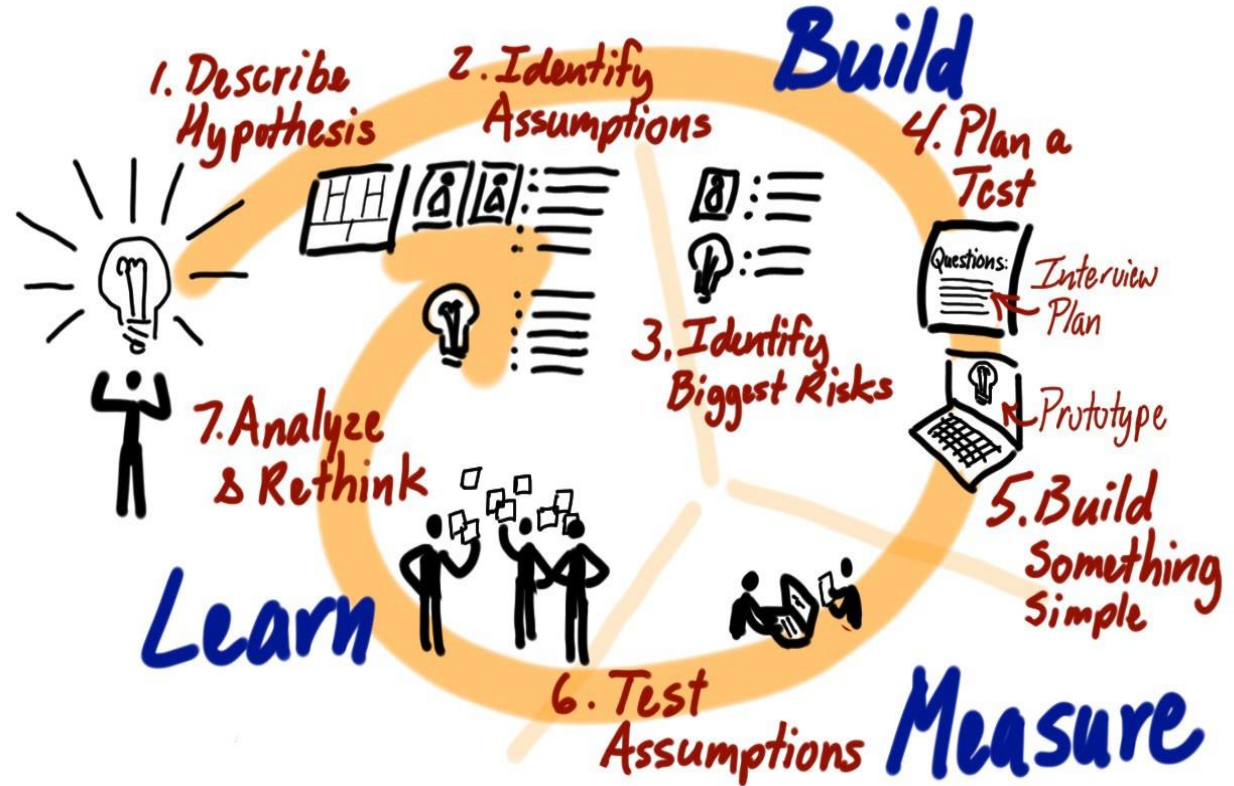 1. Describe
Hypothesis
2. Identify
Assumptions
Build
3. Identify
Biggest Risks
4. Plan a
Test
Questions:
Interview
Plan
Prototype
5. Build
Something
Simple
Measure
6. Test
Assumptions
7. Analyze
& Rethink
Learn